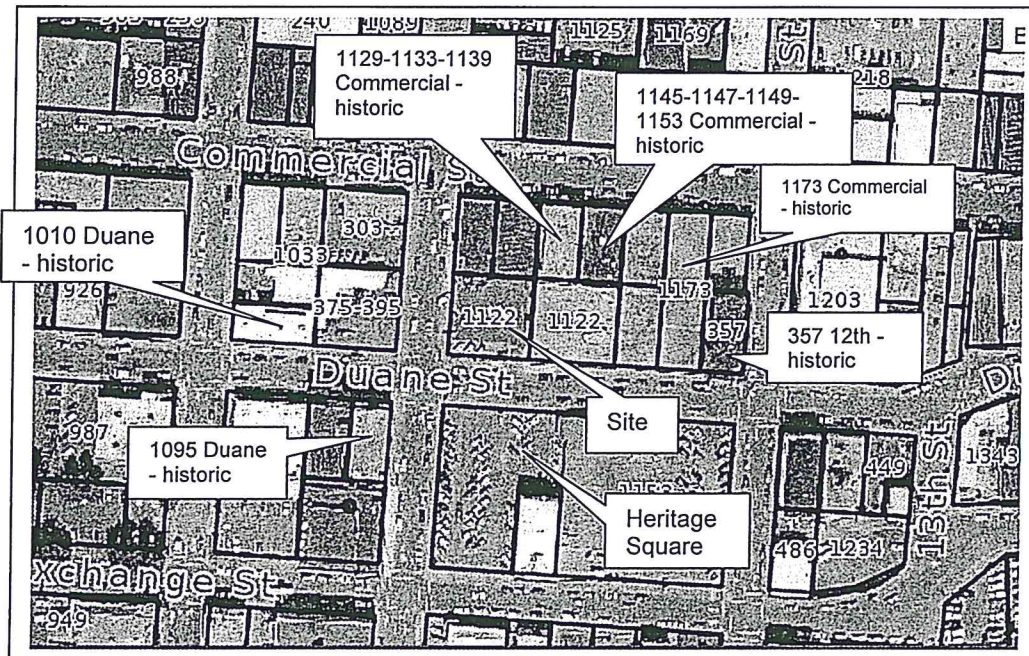 240
1089
1125
1169
988
218
E
1129-1133-1139
Commercial -
historic
1145-1147-1149-
1153 Commercial -
historic
St
Commercial
1173 Commercial
- historic
1010 Duane
- historic
303
1033
926
375-395
1173
1203
1122
1122
357
357 12th -
historic
Duane St
Site
987
1095 Duane
- historic
449
1343
Heritage
Square
486
1234
13th St
xchange St
949